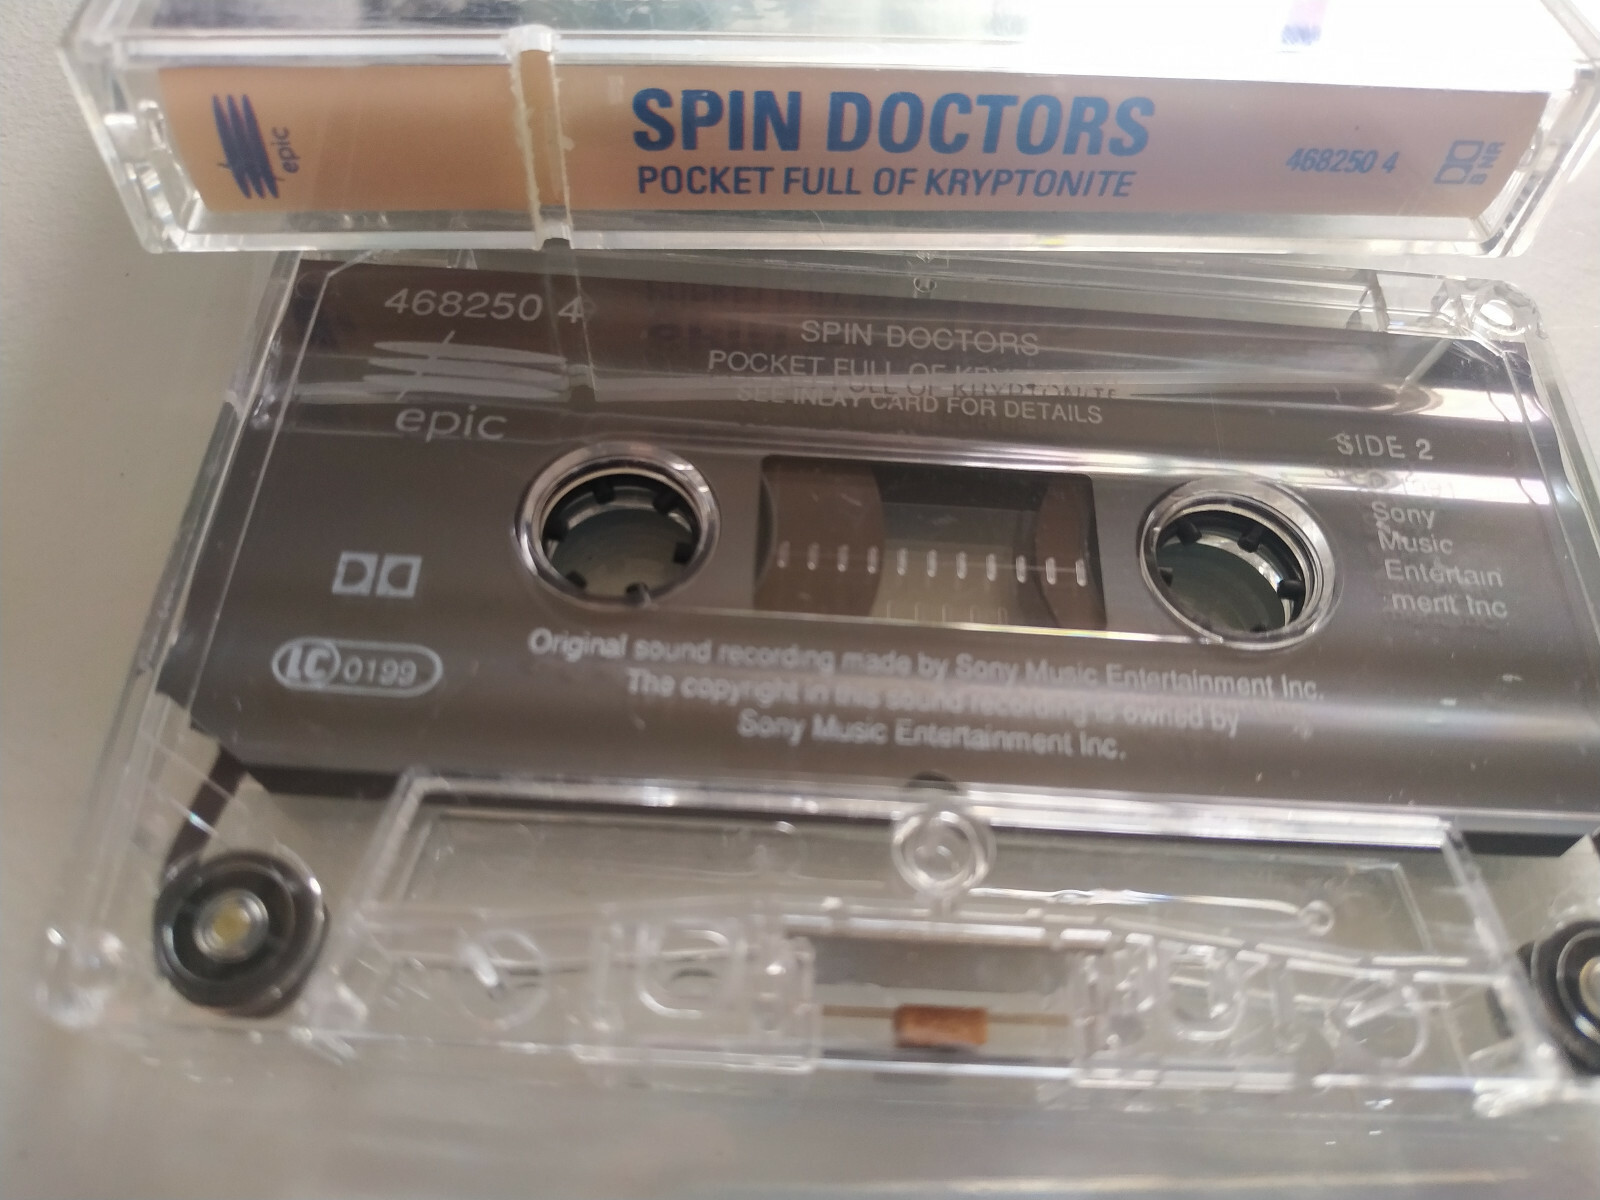 epic
SPIN DOCTORS
POCKET FULL OF KRYPTONITE
468250 4
B NR
468250 4
epic
SPIN DOCTORS
POCKET FULL OF KRYPTONITE
SEE INLAY CARD FOR DETAILS
SIDE 2
Sony
Music
Entertain
ment Inc
LC 0199
Original sound recording made by Sony Music Entertainment Inc.
The copyright in this sound recording is owned by
Sony Music Entertainment Inc.